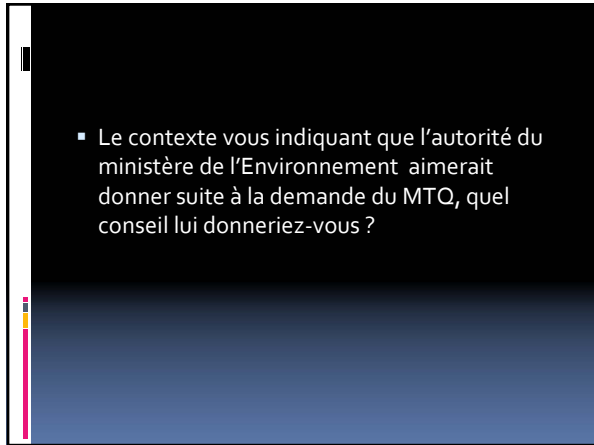 ▪ Le contexte vous indiquant que l’autorité du
ministère de l’Environnement  aimerait
donner suite à la demande du MTQ, quel
conseil lui donneriez-vous ?